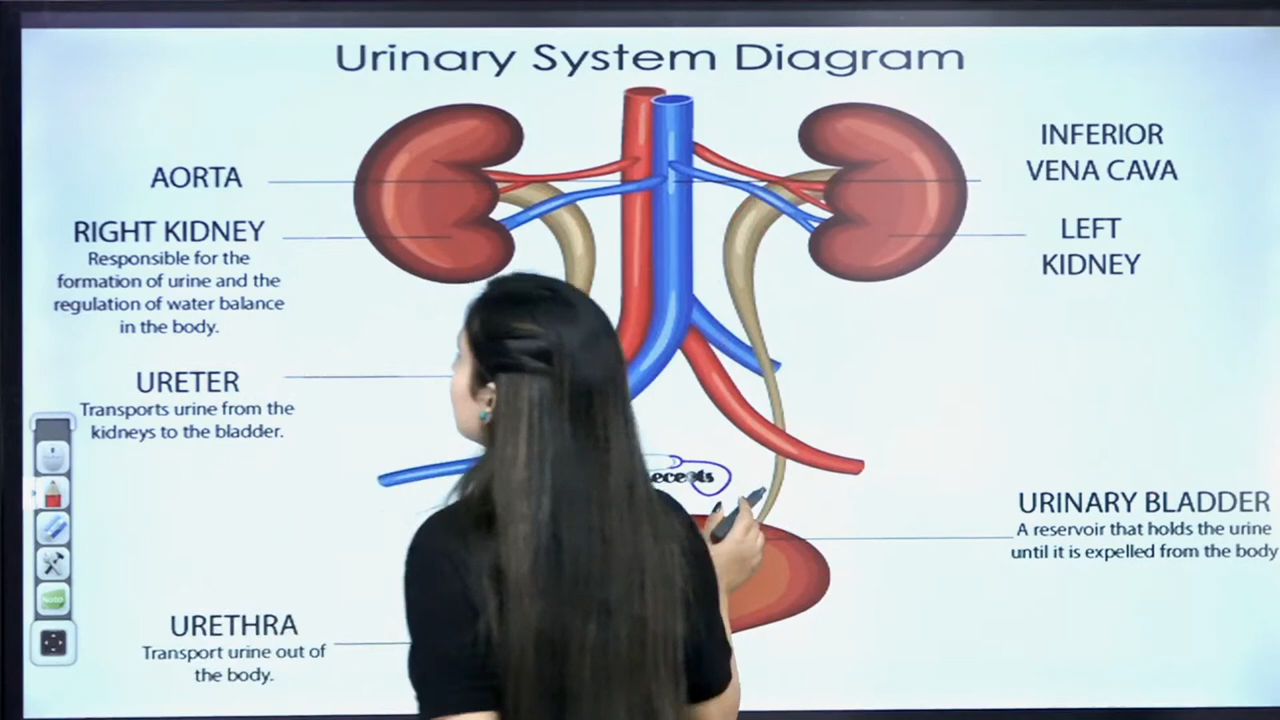 Urinary System Diagram
AORTA
RIGHT KIDNEY
Responsible for the
formation of urine and the
regulation of water balance
in the body.
URETER
Transports urine from the
kidneys to the bladder.
URETHRA
Transport urine out of
the body.
INFERIOR
VENA CAVA
LEFT
KIDNEY
URINARY BLADDER
A reservoir that holds the urine
until it is expelled from the body
Note